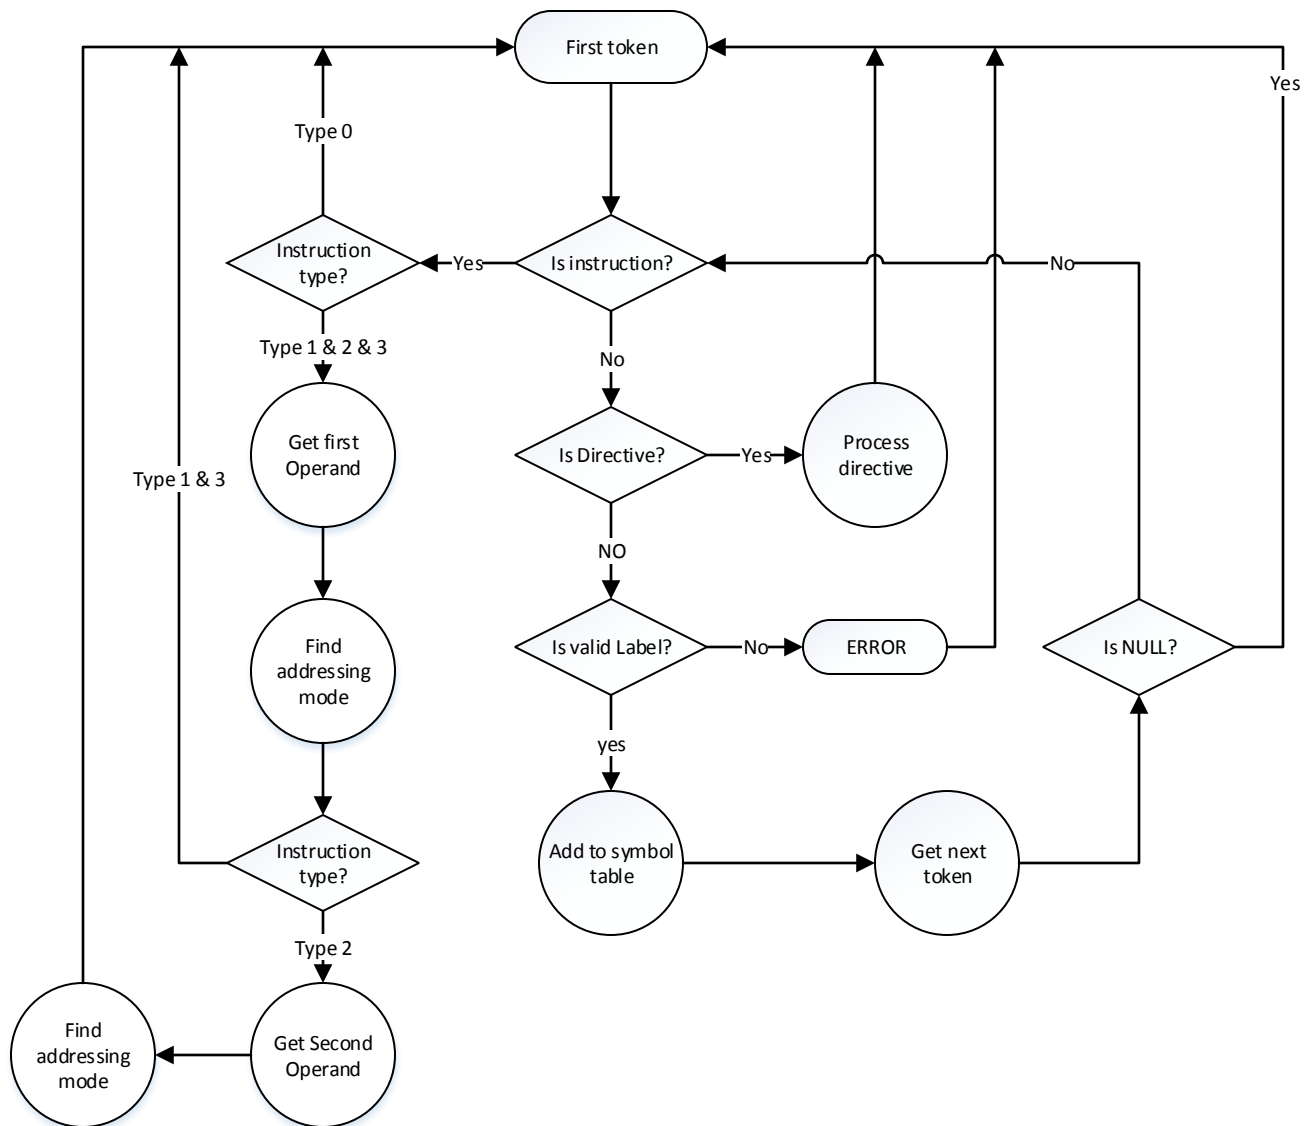 First token
Yes
Type 0
Instruction
type?
Yes
Is instruction?
No
Type 1 & 2 & 3
No
Get first
Operand
Is Directive?
Yes
Process
directive
Type 1 & 3
NO
Find
addressing
mode
Is valid Label?
No
ERROR
Is NULL?
yes
Instruction
type?
Add to symbol
table
Get next
token
Type 2
Find
addressing
mode
Get Second
Operand